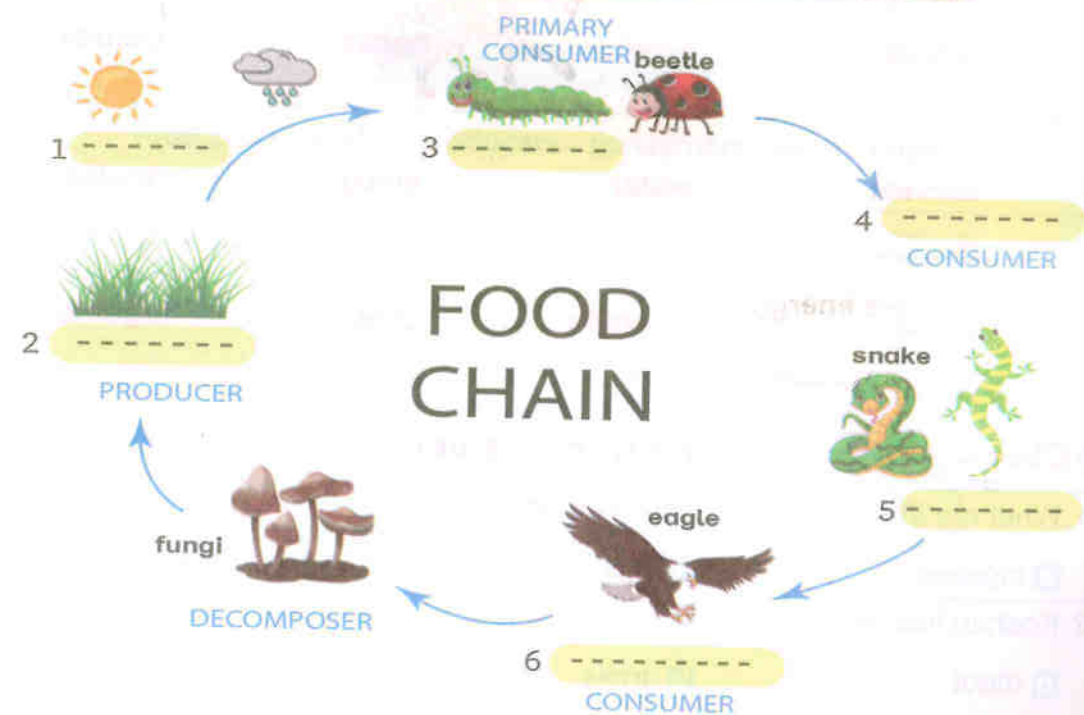 PRIMARY
CONSUMER
beetle
1 ------
3 -------
4 -------
CONSUMER
FOOD
CHAIN
2 -------
PRODUCER
snake
5 -------
eagle
fungi
DECOMPOSER
6 ---------
CONSUMER